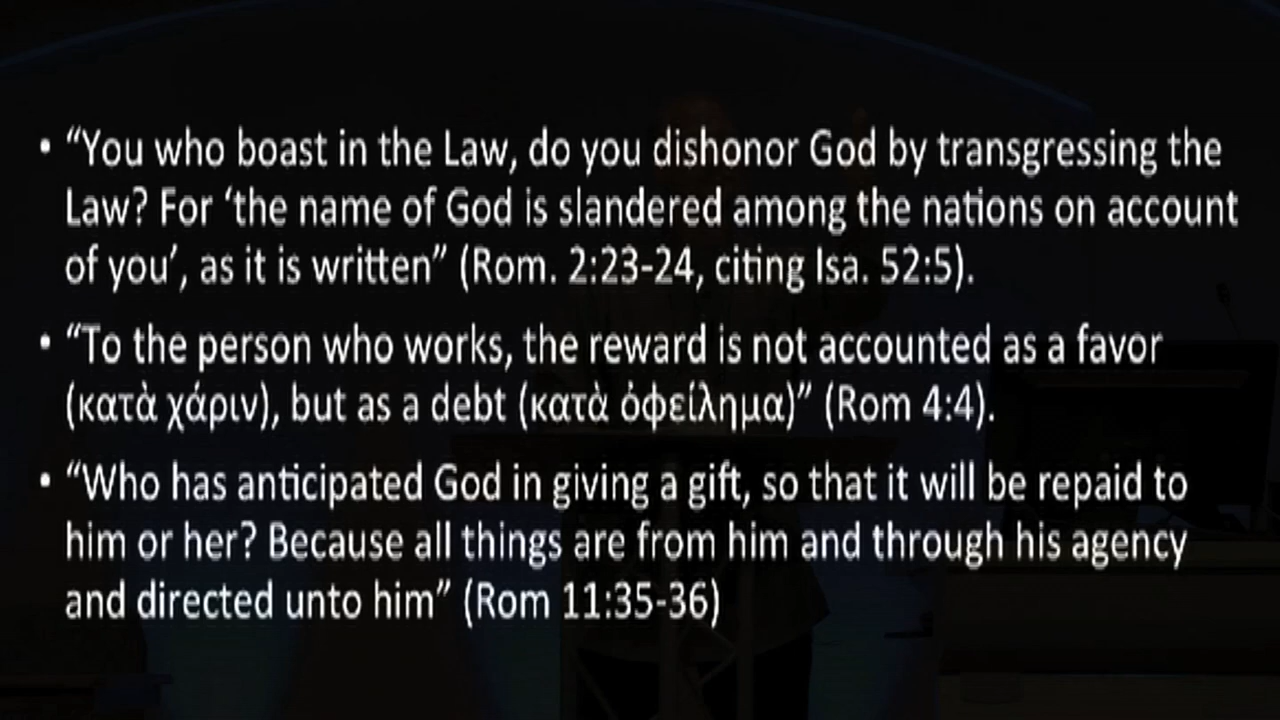 • “You who boast in the Law, do you dishonor God by transgressing the
Law? For ‘the name of God is slandered among the nations on account
of you’, as it is written” (Rom. 2:23-24, citing Isa. 52:5).
• “To the person who works, the reward is not accounted as a favor
(κατὰ χάριν), but as a debt (κατὰ ὀφείλημα)” (Rom 4:4).
• “Who has anticipated God in giving a gift, so that it will be repaid to
him or her? Because all things are from him and through his agency
and directed unto him” (Rom 11:35-36)